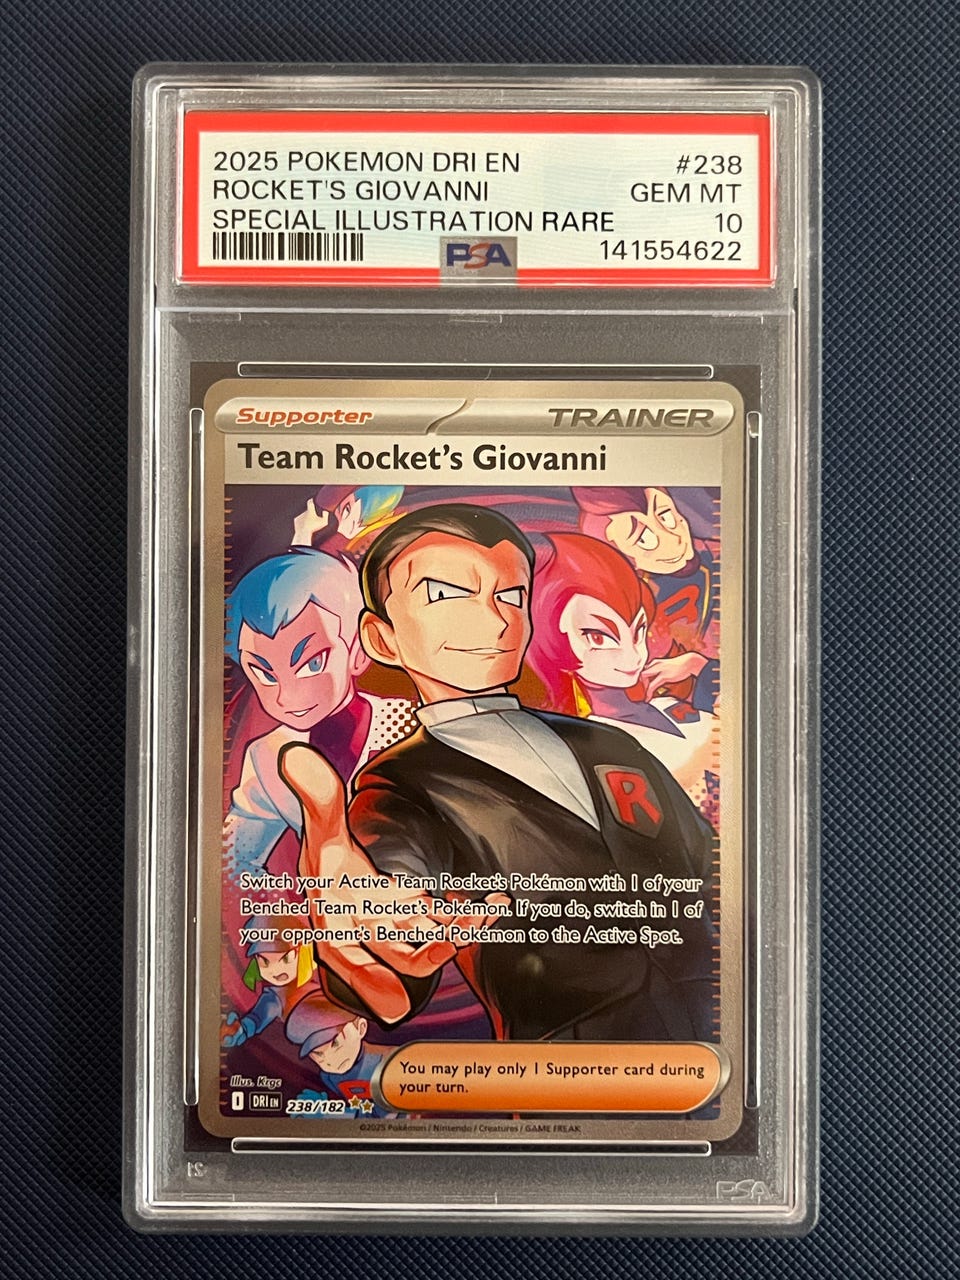 2025 POKEMON DRI EN #238
ROCKET'S GIOVANNI GEM MT
SPECIAL ILLUSTRATION RARE 10
PSA 141554622
Supporter TRAINER
Team Rocket's Giovanni
R
R
Switch your Active Team Rocket's Pokémon with 1 of your
Benched Team Rocket's Pokémon. If you do, switch in 1 of
your opponent's Benched Pokémon to the Active Spot.
You may play only 1 Supporter card during
your turn.
Illus. Krgc
I DRI EN 238/182
©2025 Pokémon / Nintendo / Creatures / GAME FREAK
PSA